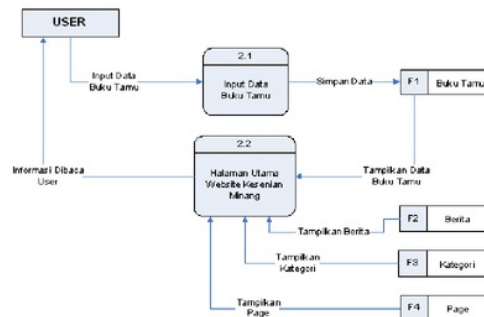 USER
2.1
Input Data
Buku Tamu
Input Data
Buku Tamu
Simpan Data
F1
Buku Tamu
2.2
Halaman Utama
Website Kesenian
Minang
Informasi Dibaca
User
Tampilkan Data
Buku Tamu
F2
Berita
Tampilkan Berita
Tampilkan
Kategori
F3
Kategori
Tampilkan
Page
F4
Page